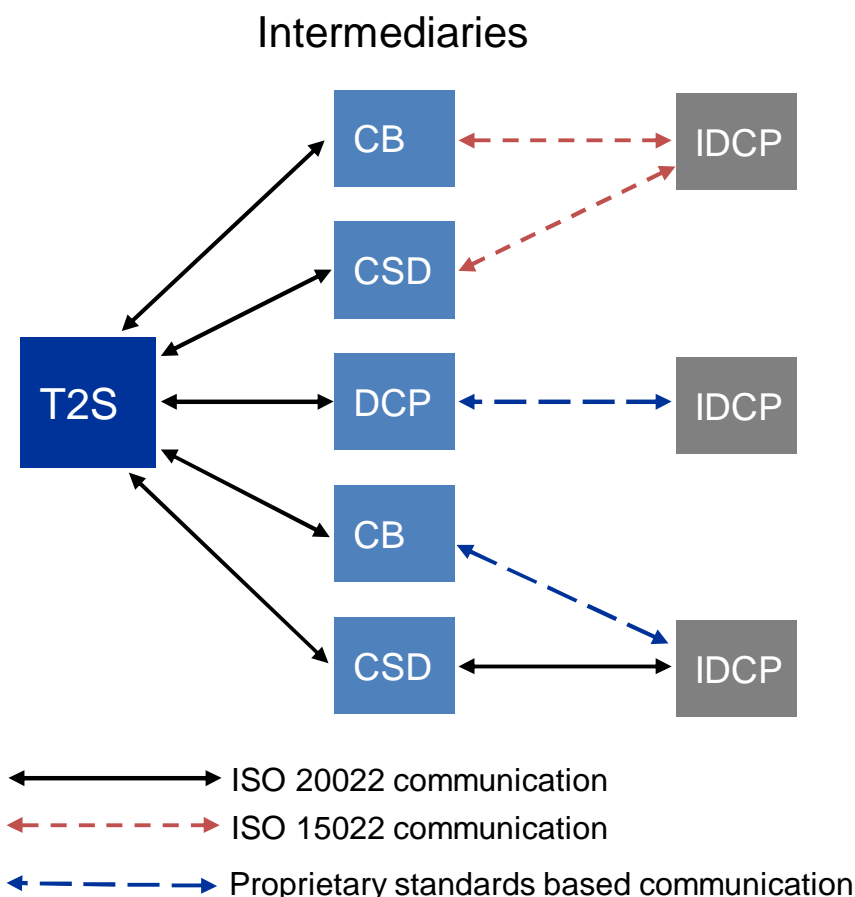 Intermediaries
CB
IDCP
CSD
T2S
DCP
IDCP
CB
CSD
IDCP
ISO 20022 communication
ISO 15022 communication
Proprietary standards based communication